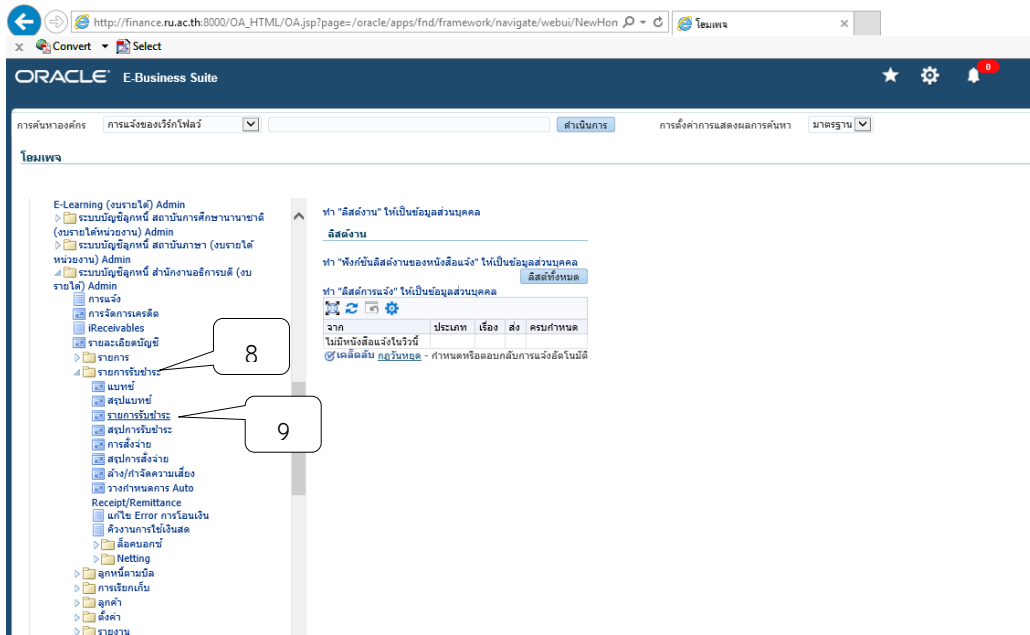 http://finance.ru.ac.th:8000/OA_HTML/OA.jsp?page=/oracle/apps/fnd/framework/navigate/webui/NewHon
โฮมเพจ
x Convert Select
ORACLE E-Business Suite
0
การค้นหาองค์กร การแจ้งของเวิร์กโฟลว์ ดำเนินการ การตั้งค่าการแสดงผลการค้นหา มาตรฐาน
โฮมเพจ
E-Learning (งบรายได้) Admin
ระบบบัญชีลูกหนี้ สถาบันการศึกษานานาชาติ
(งบรายได้หน่วยงาน) Admin
ระบบบัญชีลูกหนี้ สถาบันภาษา (งบรายได้
หน่วยงาน) Admin
ระบบบัญชีลูกหนี้ สำนักงานอธิการบดี (งบ
รายได้) Admin
การแจ้ง
การจัดการเครดิต
iReceivables
รายละเอียดบัญชี
รายการ
รายการรับชำระ
แบทช์
สรุปแบทช์
รายการรับชำระ
สรุปการรับชำระ
การสั่งจ่าย
สรุปการสั่งจ่าย
ล้าง/กำจัดความเสี่ยง
วางกำหนดการ Auto
Receipt/Remittance
แก้ไข Error การโอนเงิน
คิวงานการใช้เงินสด
ล็อคบอกซ์
Netting
ลูกหนี้ตามบิล
การเรียกเก็บ
ลูกค้า
ตั้งค่า
รายงาน
8
9
ทำ "ลิสต์งาน" ให้เป็นข้อมูลส่วนบุคคล
ลิสต์งาน
ทำ "ฟังก์ชันลิสต์งานของหนังสือแจ้ง" ให้เป็นข้อมูลส่วนบุคคล
ลิสต์ทั้งหมด
ทำ "ลิสต์การแจ้ง" ให้เป็นข้อมูลส่วนบุคคล
จาก ประเภท เรื่อง ส่ง ครบกำหนด
ไม่มีหนังสือแจ้งในวิวนี้
เคล็ดลับ กฎวันหยุด - กำหนดหรือตอบกลับการแจ้งอัตโนมัติ